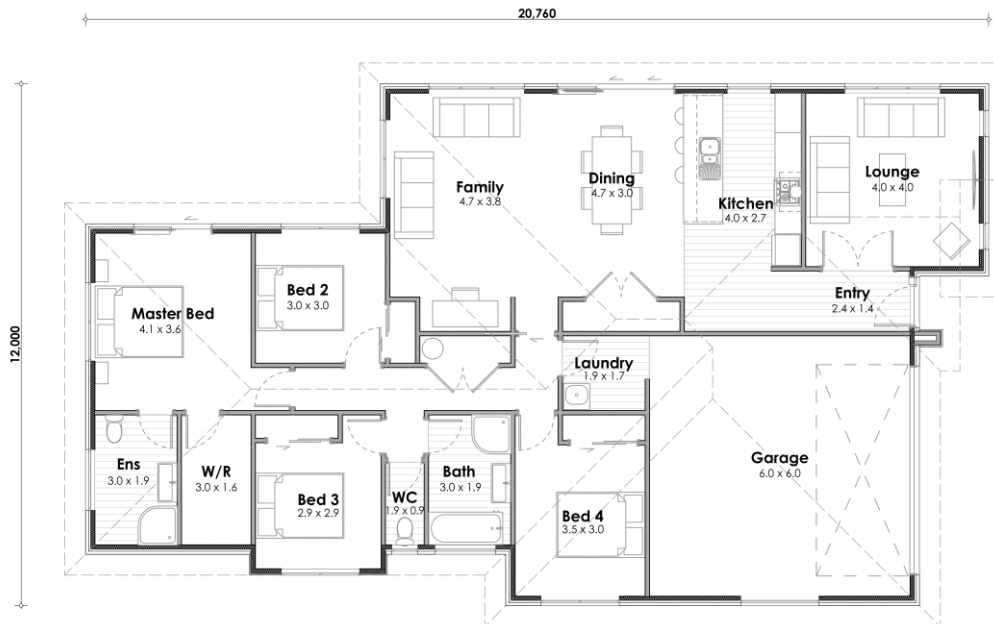 20,760
12,000
Family
4.7 x 3.8
Dining
4.7 x 3.0
Kitchen
4.0 x 2.7
Lounge
4.0 x 4.0
Master Bed
4.1 x 3.6
Bed 2
3.0 x 3.0
Entry
2.4 x 1.4
Laundry
1.9 x 1.7
Ens
3.0 x 1.9
W/R
3.0 x 1.6
Bed 3
2.9 x 2.9
WC
1.9 x 0.9
Bath
3.0 x 1.9
Bed 4
3.5 x 3.0
Garage
6.0 x 6.0